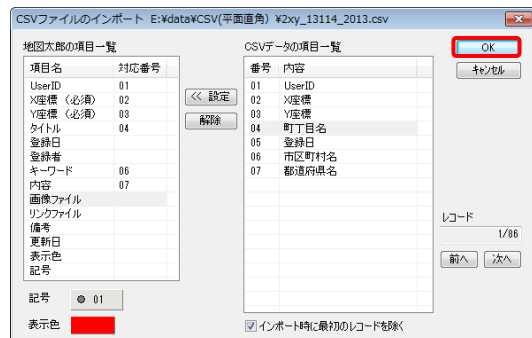 CSVファイルのインポート E:¥data¥CSV(平面直角)¥2xy_13114_2013.csv
地図太郎の項目一覧
項目名 対応番号
UserID 01
X座標（必須） 02
Y座標（必須） 03
タイトル 04
登録日
登録者
キーワード 06
内容 07
画像ファイル
リンクファイル
備考
更新日
表示色
記号
記号 01
表示色
<< 設定
解除
CSVデータの項目一覧
番号 内容
01 UserID
02 X座標
03 Y座標
04 町丁目名
05 登録日
06 市区町村名
07 都道府県名
インポート時に最初のレコードを除く
OK
キャンセル
レコード
1/86
前へ 次へ